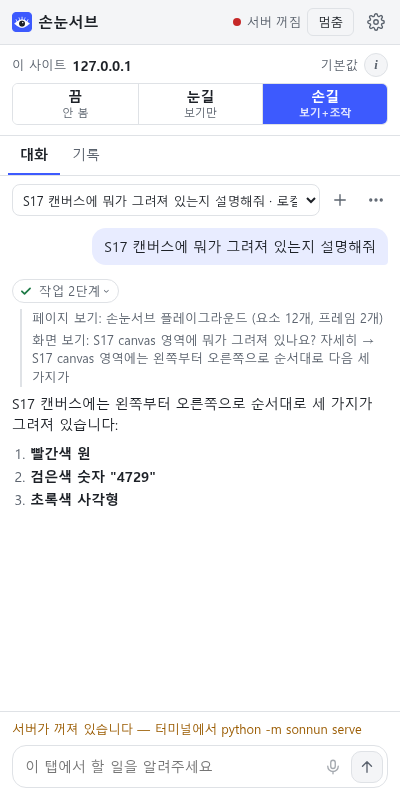 손눈서브
서버 꺼짐
멈춤
이 사이트 127.0.0.1
기본값 i
끔
안 봄
눈길
보기만
손길
보기+조작
대화
기록
S17 캔버스에 뭐가 그려져 있는지 설명해줘 · 로컬
S17 캔버스에 뭐가 그려져 있는지 설명해줘
작업 2단계
페이지 보기: 손눈서브 플레이그라운드 (요소 12개, 프레임 2개)
화면 보기: S17 canvas 영역에 뭐가 그려져 있나요? 자세히 →
S17 canvas 영역에는 왼쪽부터 오른쪽으로 순서대로 다음 세
가지가
S17 캔버스에는 왼쪽부터 오른쪽으로 순서대로 세 가지가
그려져 있습니다:
1. 빨간색 원
2. 검은색 숫자 "4729"
3. 초록색 사각형
서버가 꺼져 있습니다 — 터미널에서 python -m sonnun serve
이 탭에서 할 일을 알려주세요